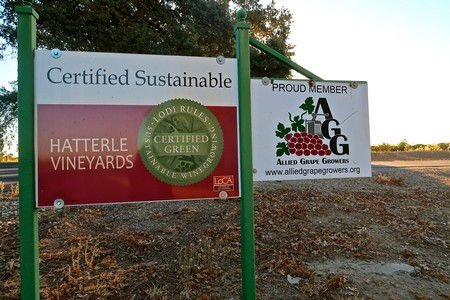 Certified Sustainable
HATTERLE
VINEYARDS
LODI RULES
CERTIFIED
GREEN
SUSTAINABLE WINEGROWING
LoCA
PROUD MEMBER
AGG
ALLIED GRAPE GROWERS
www.alliedgrapegrowers.org